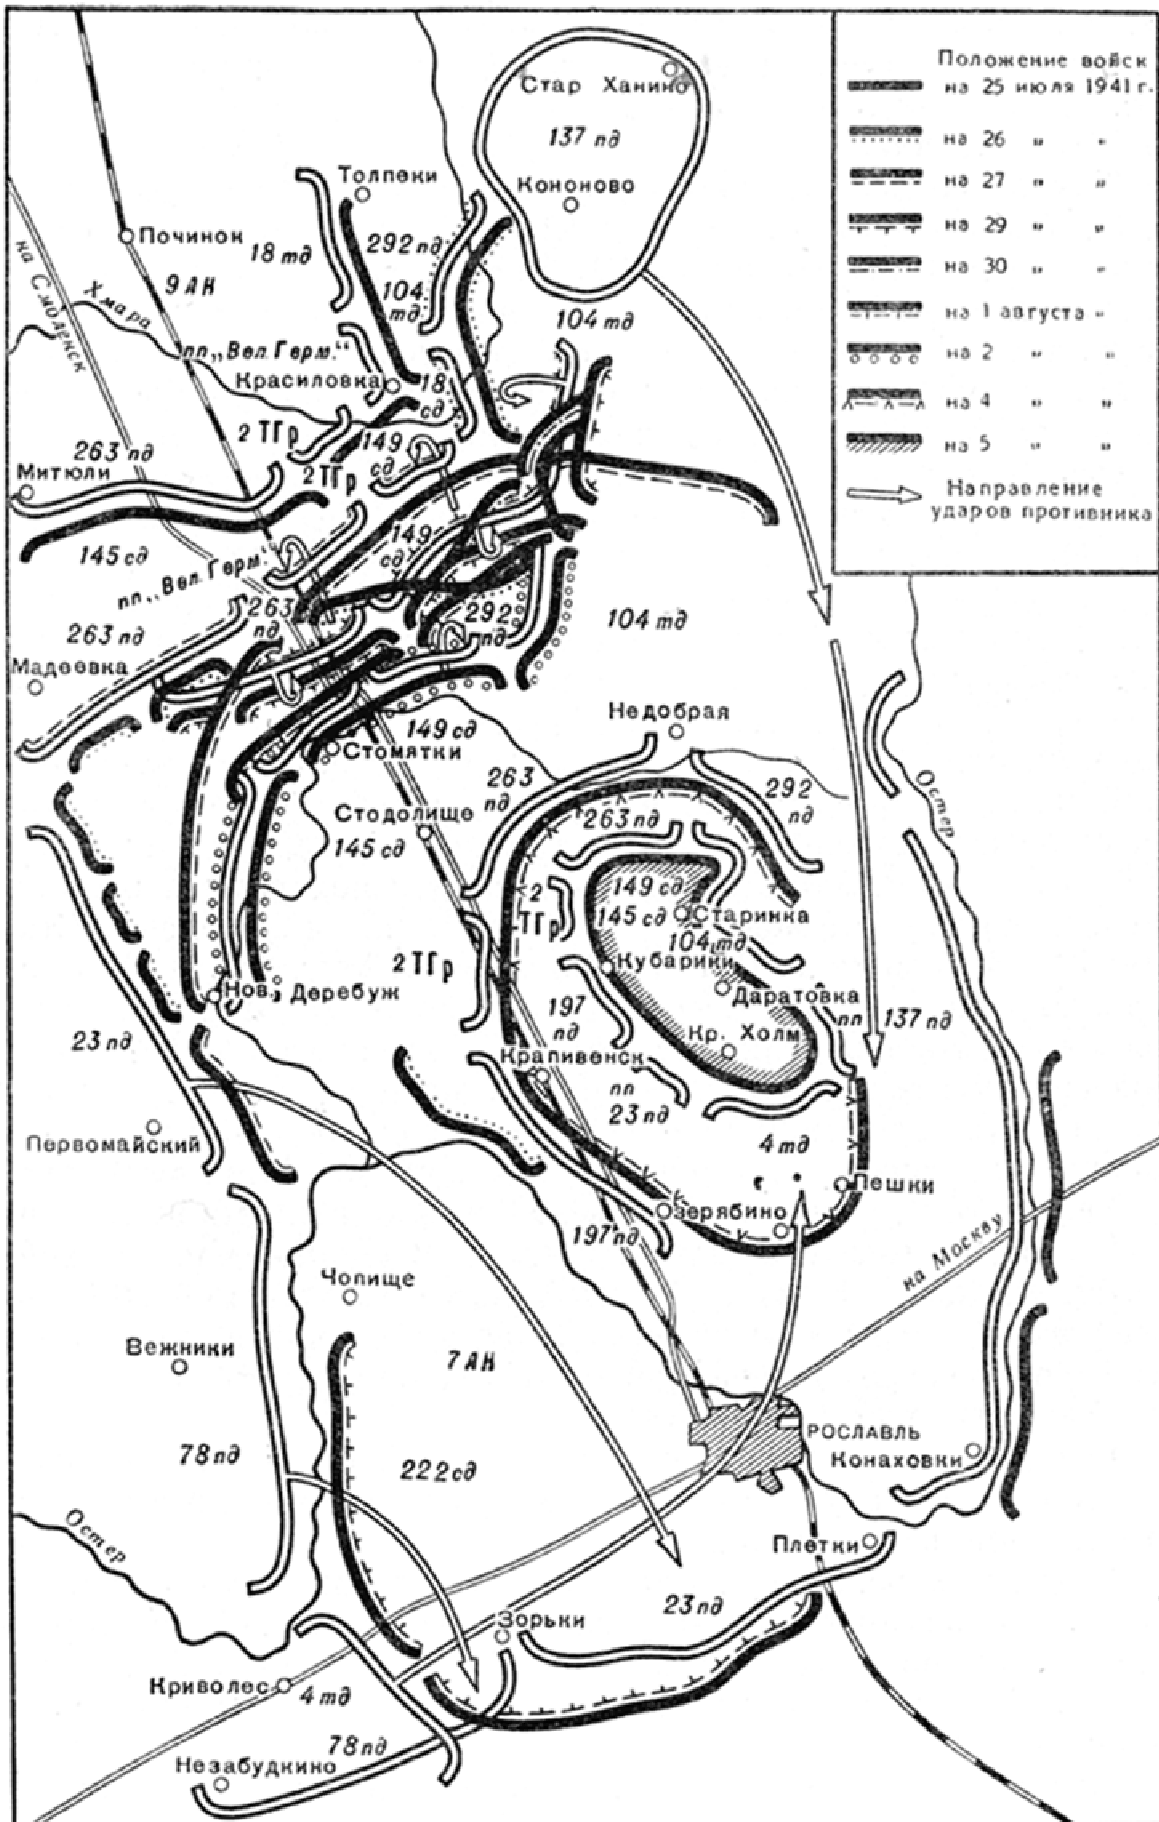 Положение войск
на 25 июля 1941 г.
на 26 " "
на 27 " "
на 29 " "
на 30 " "
на 1 августа "
на 2 " "
на 4 " "
на 5 " "
Направление
ударов противника
Стар Ханино
137 пд
Кононово
Толпеки
Починок
18 тд
292 пд
на Смоленск
9 АК
104
тд
Хмара
104 тд
пп „Вел. Герм."
Красиловка
18
сд
2 ТГр
149
сд
263 пд
Митюли
2 ТГр
149
сд
145 сд
пп „Вел. Герм."
263
пд
292
пд
104 тд
263 пд
Мадеевка
Недобрая
149 сд
Стомятки
263
пд
292
пд
Остер
Стодолище
145 сд
263 пд
2
ТГр
149 сд
145 сд
Старинка
104 тд
Кубарики
2 ТГр
Нов. Деребуж
Даратовка
197
пд
пп
137 пд
Кр. Холм
23 пд
Крапивенск
пп
23 пд
Первомайский
4 тд
Пешки
Озерябино
197 пд
на Москву
Чопище
Вежники
7 АК
РОСЛАВЛЬ
Конаховки
78 пд
222 сд
Остер
Плетки
23 пд
Зорьки
Криволес
4 тд
78 пд
Незабудкино